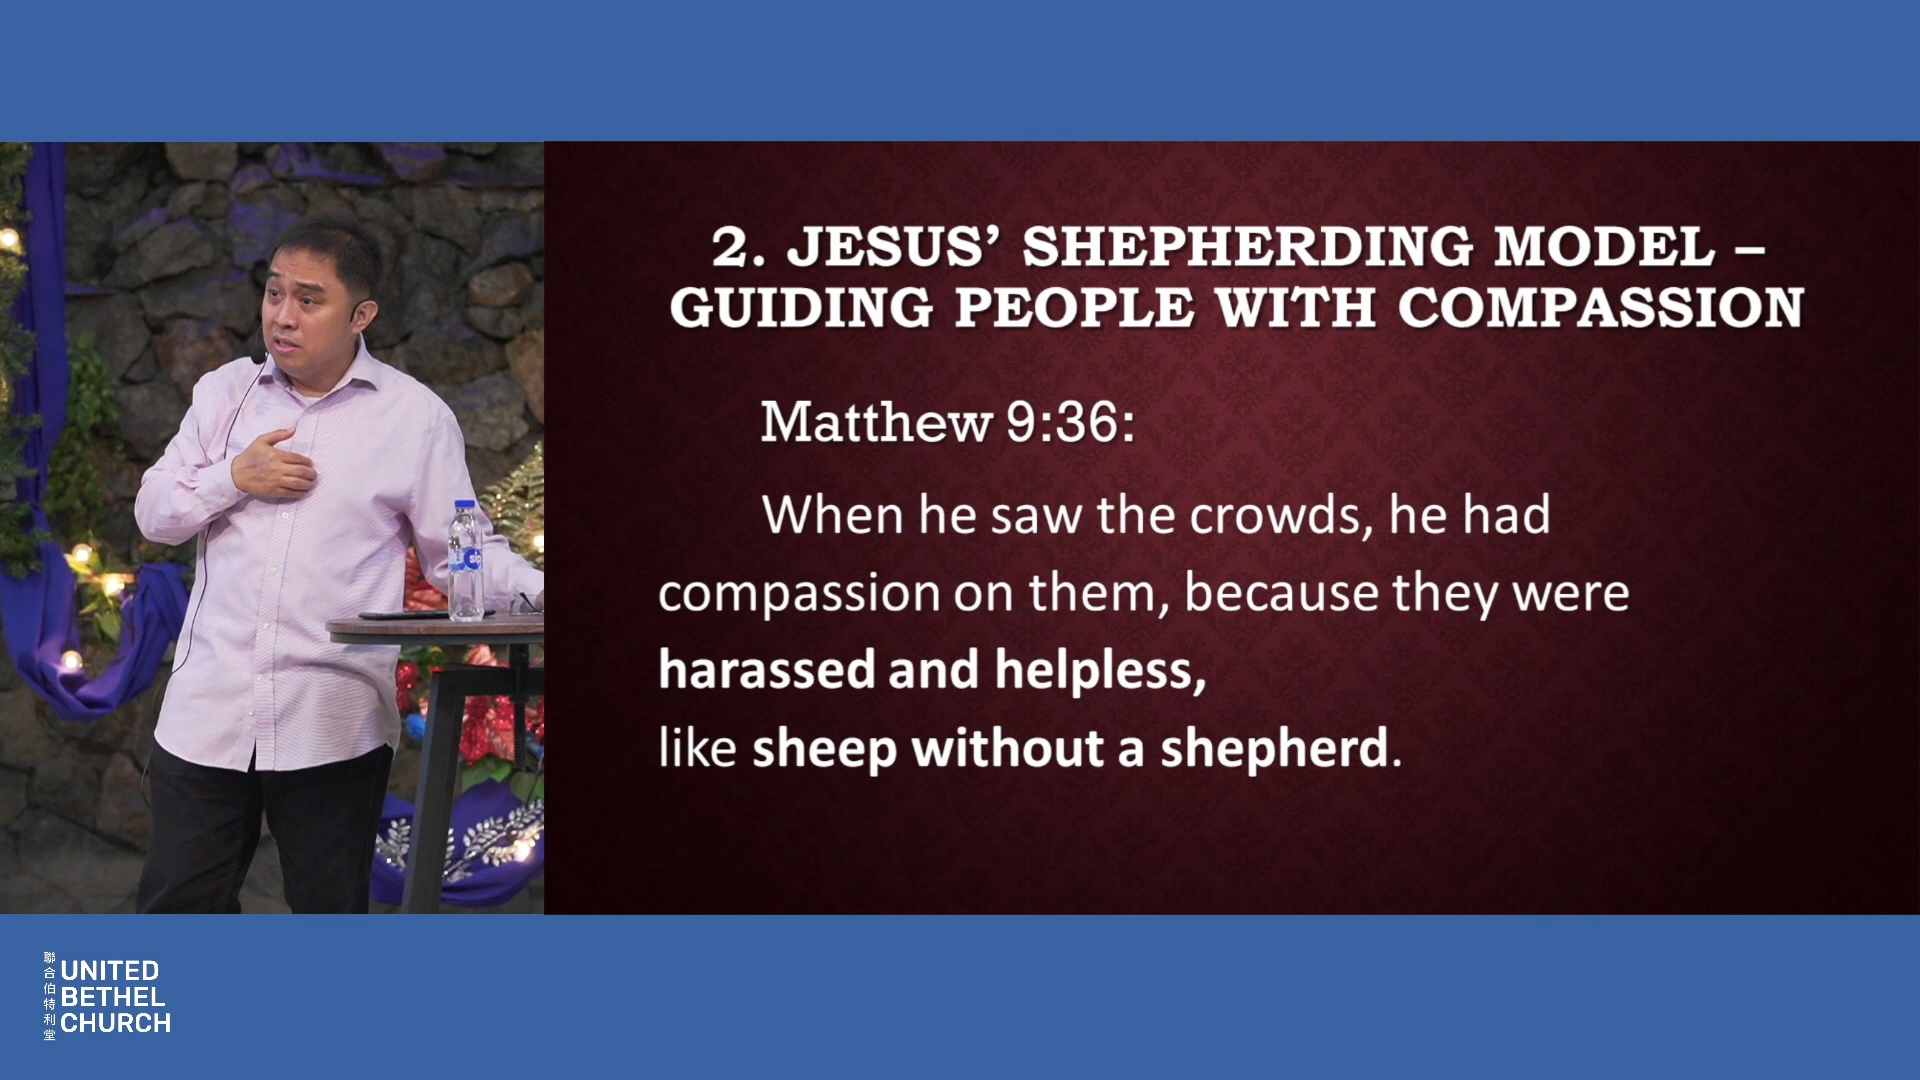 2. JESUS’ SHEPHERDING MODEL –
GUIDING PEOPLE WITH COMPASSION
Matthew 9:36:
When he saw the crowds, he had
compassion on them, because they were
harassed and helpless,
like sheep without a shepherd.
聯合伯特利堂
UNITED
BETHEL
CHURCH